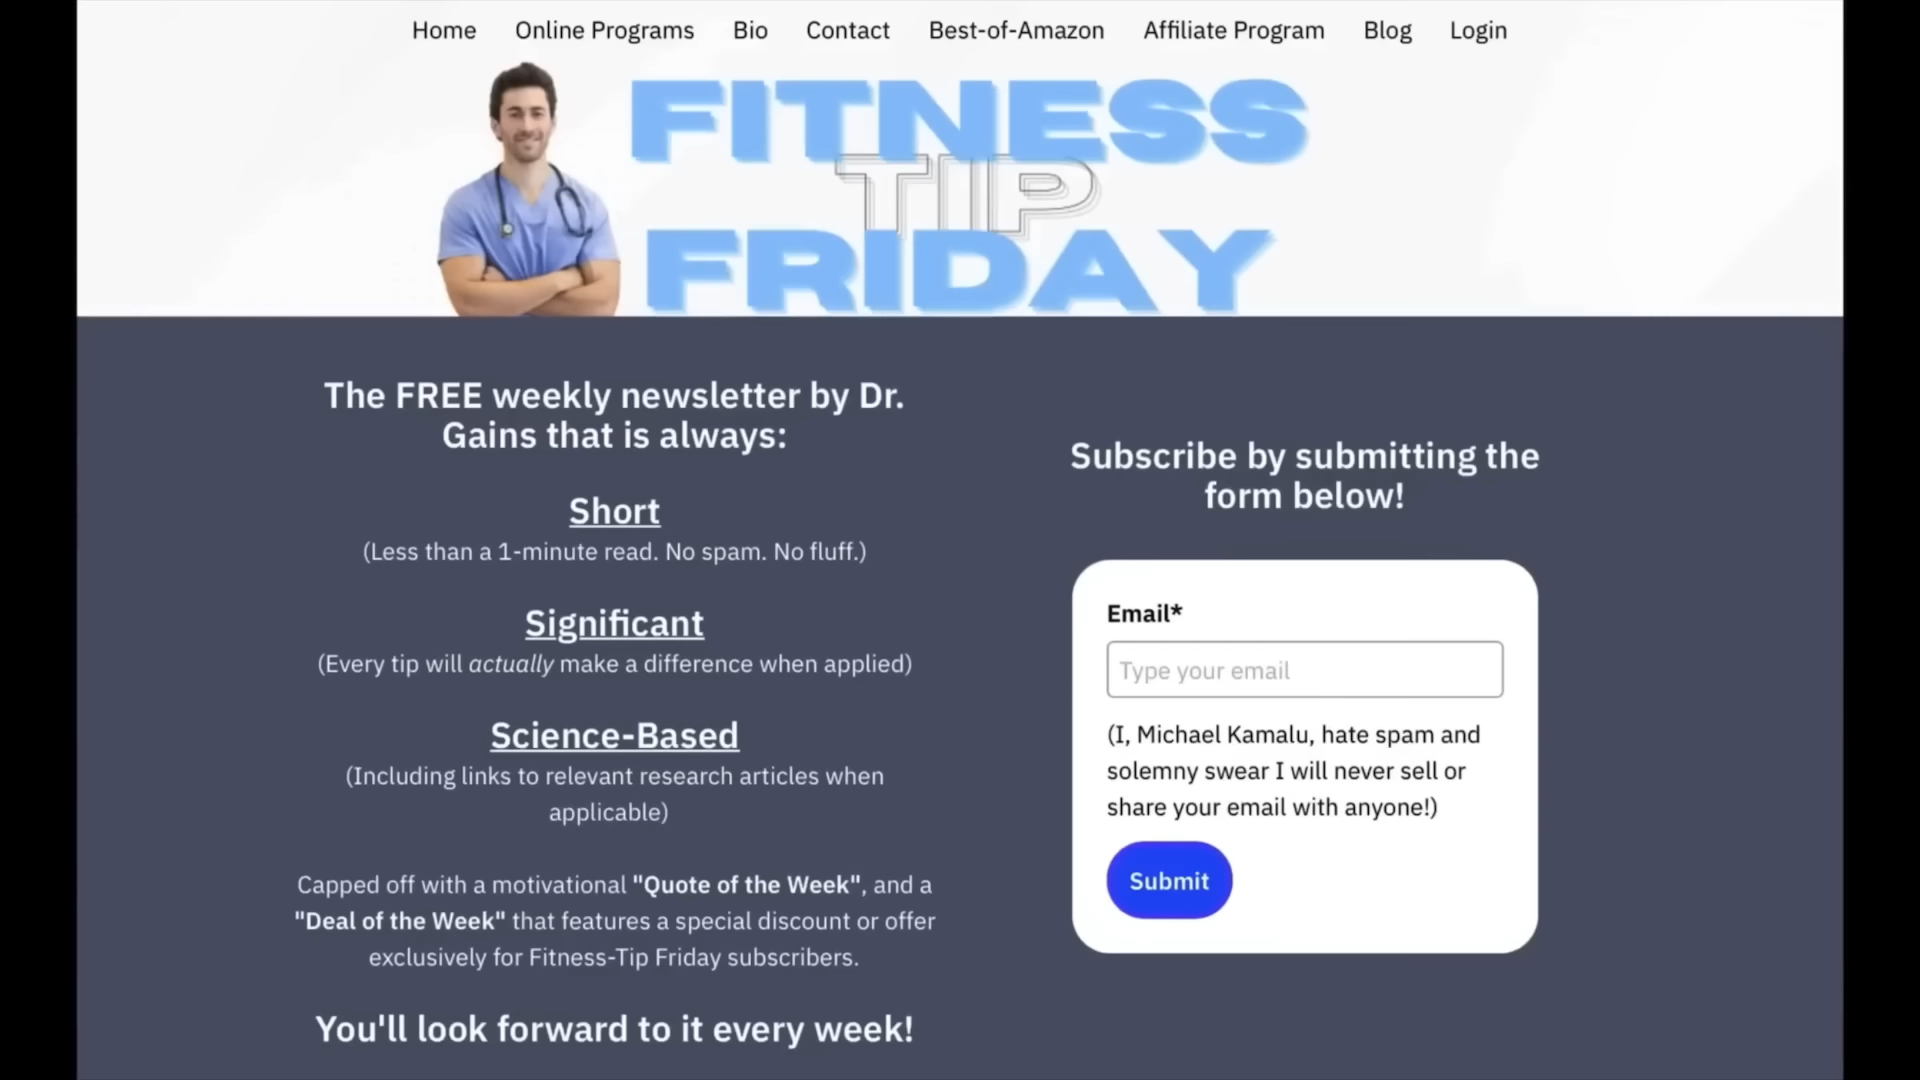 Home Online Programs Bio Contact Best-of-Amazon Affiliate Program Blog Login
FITNESS
TIP
FRIDAY
The FREE weekly newsletter by Dr.
Gains that is always:
Short
(Less than a 1-minute read. No spam. No fluff.)
Significant
(Every tip will actually make a difference when applied)
Science-Based
(Including links to relevant research articles when
applicable)
Capped off with a motivational "Quote of the Week", and a
"Deal of the Week" that features a special discount or offer
exclusively for Fitness-Tip Friday subscribers.
You'll look forward to it every week!
Subscribe by submitting the
form below!
Email*
Type your email
(I, Michael Kamalu, hate spam and
solemny swear I will never sell or
share your email with anyone!)
Submit